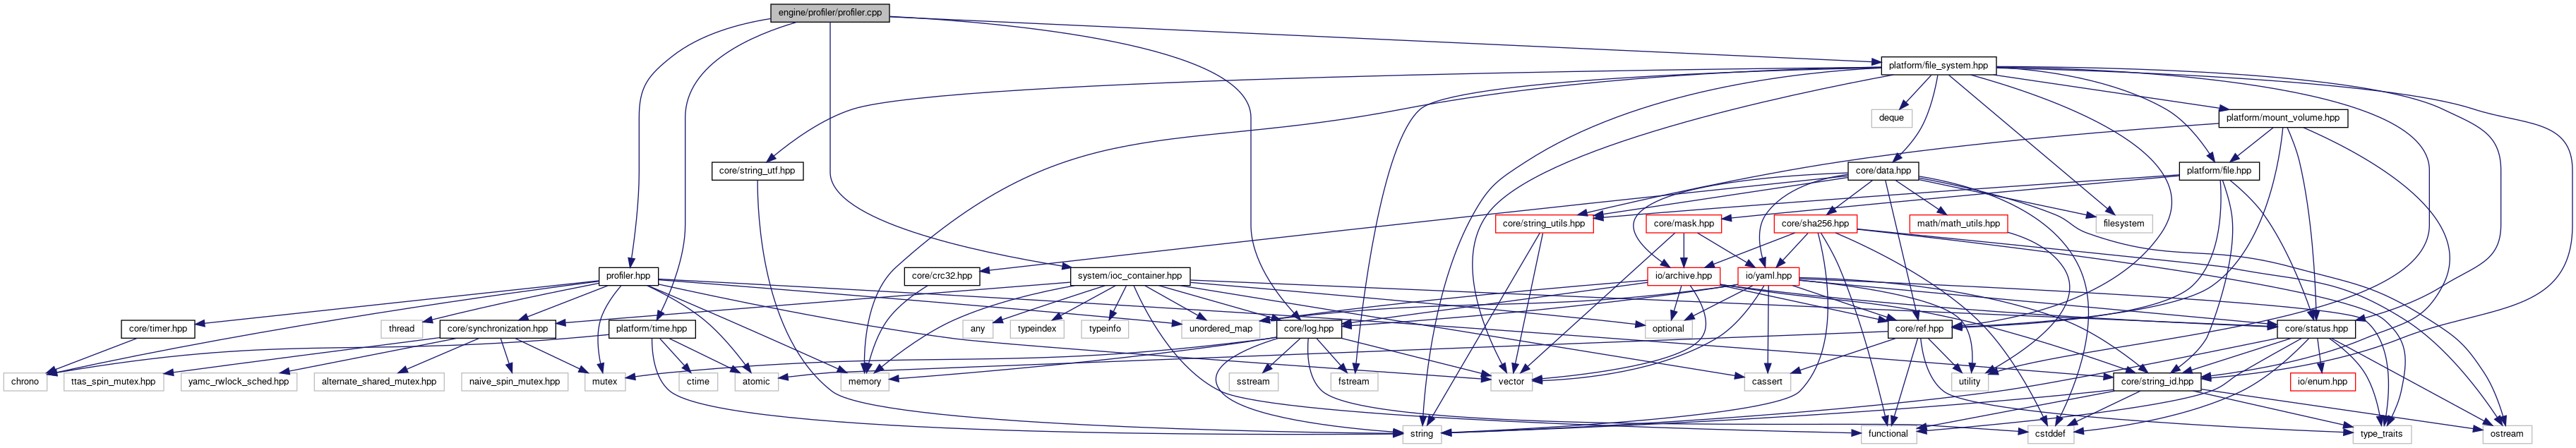 engine/profiler/profiler.cpp
platform/file_system.hpp
deque
platform/mount_volume.hpp
core/string_utf.hpp
core/data.hpp
platform/file.hpp
core/string_utils.hpp
core/mask.hpp
core/sha256.hpp
math/math_utils.hpp
filesystem
profiler.hpp
core/crc32.hpp
system/ioc_container.hpp
io/archive.hpp
io/yaml.hpp
core/timer.hpp
thread
core/synchronization.hpp
platform/time.hpp
any
typeindex
typeinfo
unordered_map
core/log.hpp
optional
core/ref.hpp
core/status.hpp
chrono
ttas_spin_mutex.hpp
yamc_rwlock_sched.hpp
alternate_shared_mutex.hpp
naive_spin_mutex.hpp
mutex
ctime
atomic
memory
sstream
fstream
vector
cassert
utility
core/string_id.hpp
io/enum.hpp
string
functional
cstddef
type_traits
ostream